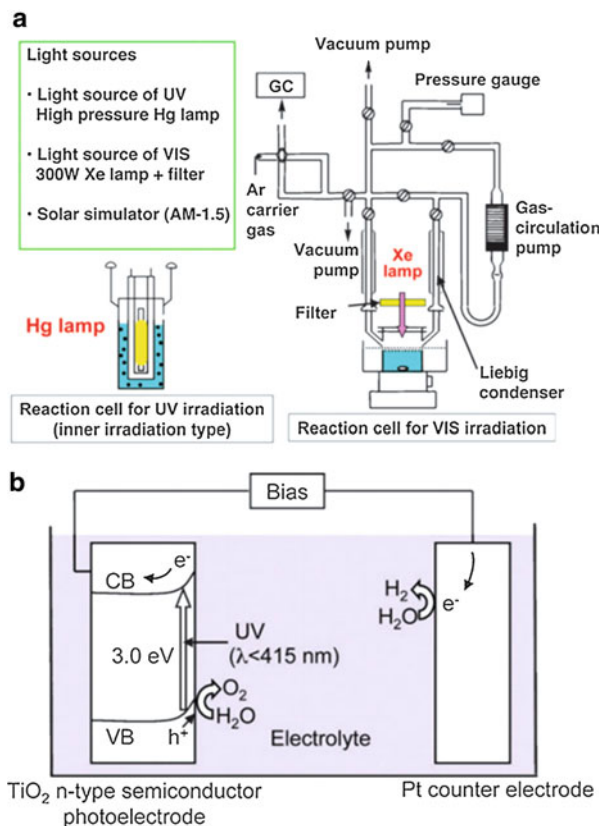 a
Light sources
· Light source of UV
High pressure Hg lamp
· Light source of VIS
300W Xe lamp + filter
· Solar simulator (AM-1.5)
Vacuum pump
GC
Pressure gauge
Ar
carrier
gas
Vacuum
pump
Xe
lamp
Gas-
circulation
pump
Filter
Hg lamp
Liebig
condenser
Reaction cell for UV irradiation
(inner irradiation type)
Reaction cell for VIS irradiation
b
Bias
CB
e⁻
3.0 eV
UV
(λ<415 nm)
O₂
H₂O
VB
h⁺
Electrolyte
H₂
H₂O
e⁻
TiO₂ n-type semiconductor
photoelectrode
Pt counter electrode